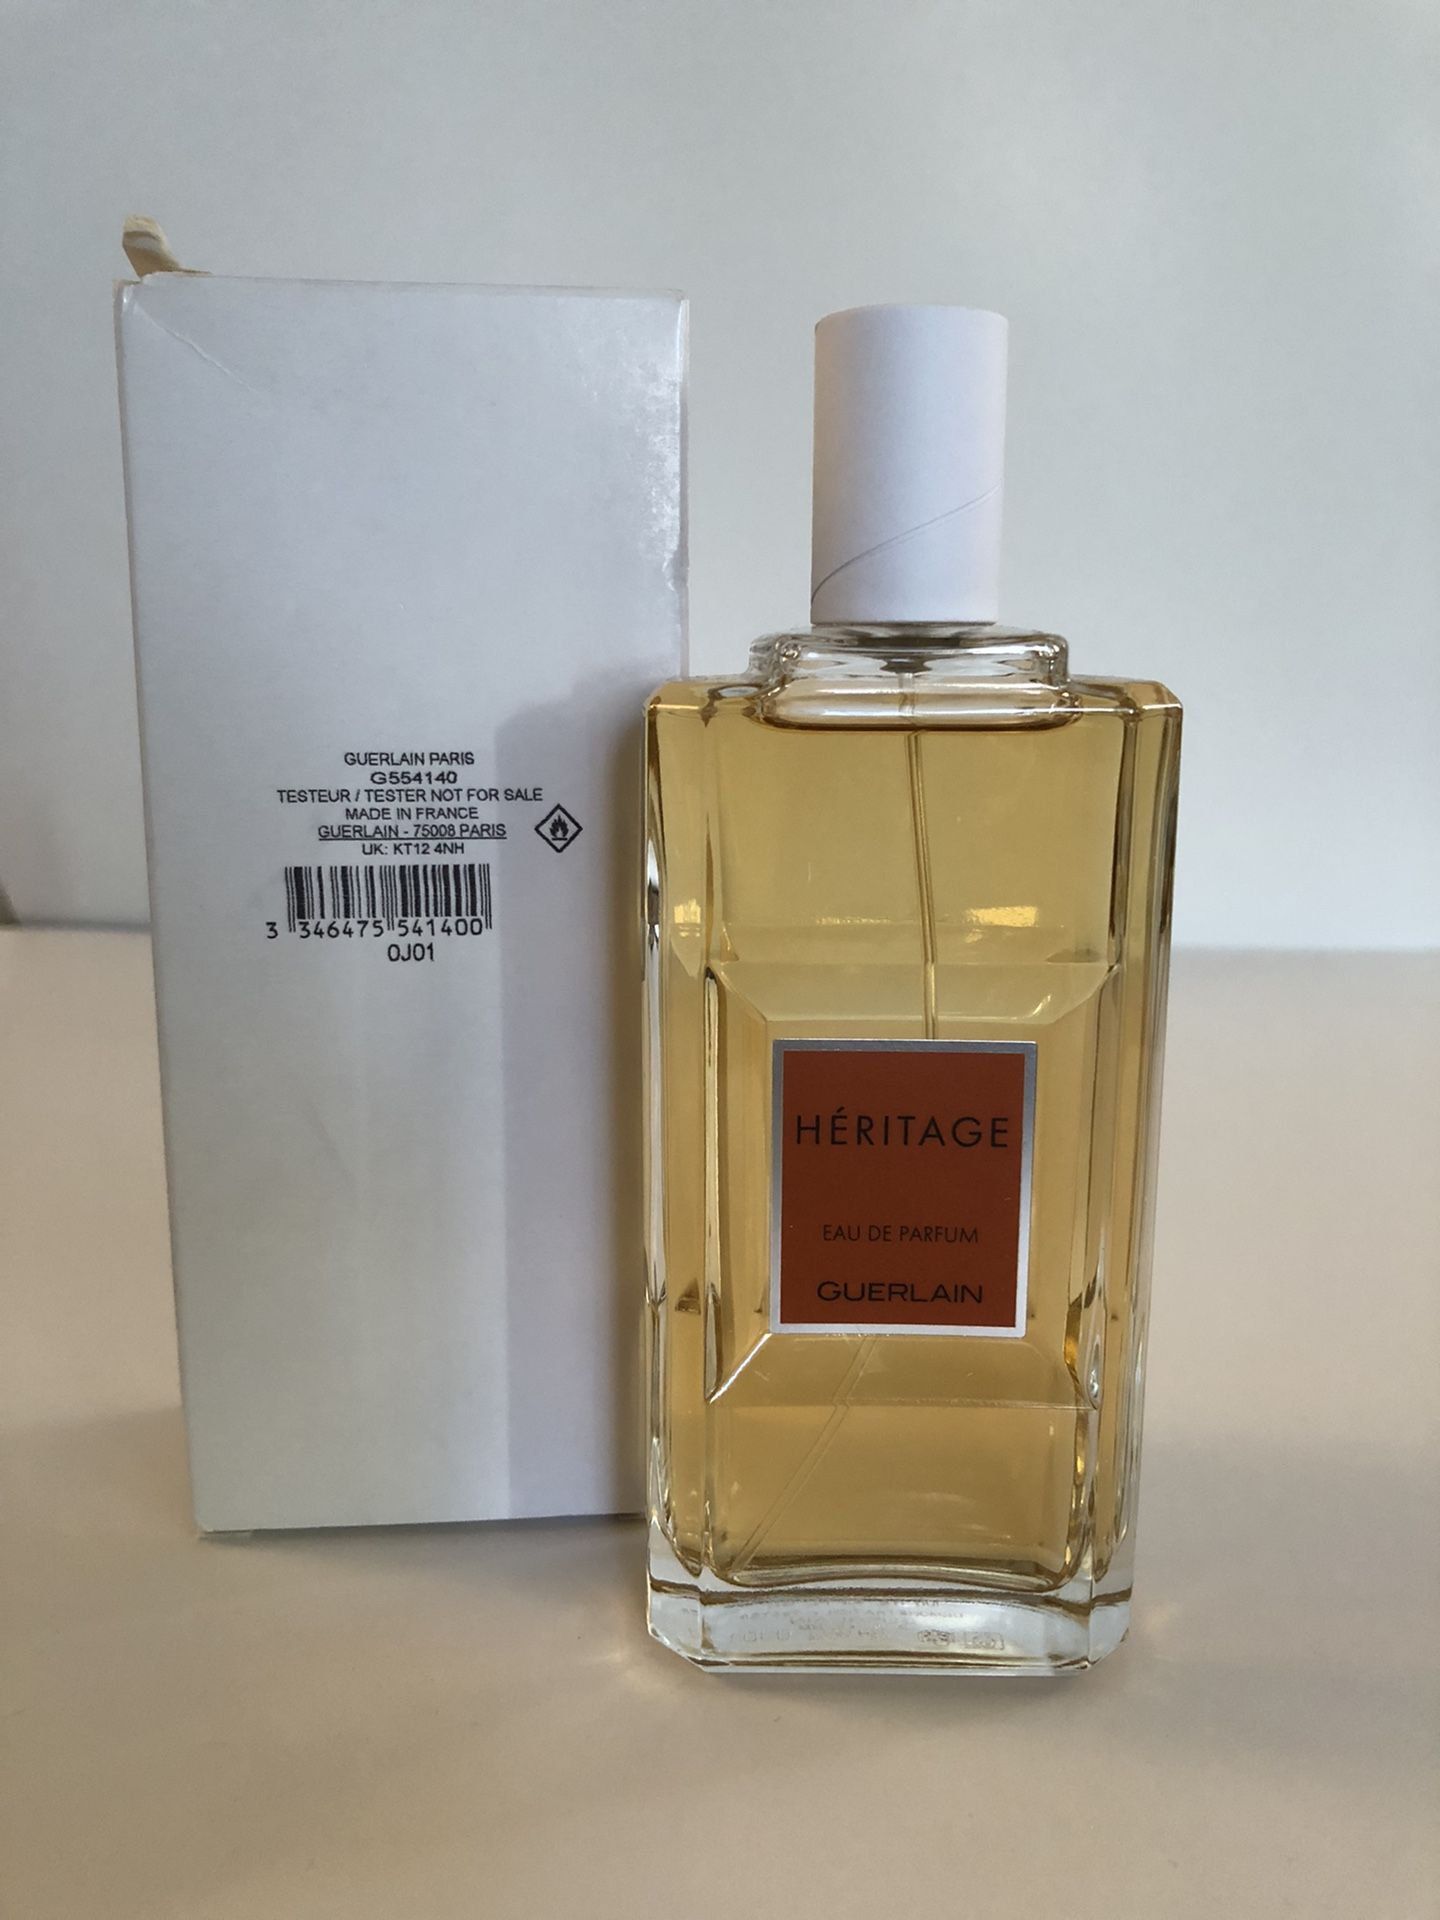 GUERLAIN PARIS
G554140
TESTEUR / TESTER NOT FOR SALE
MADE IN FRANCE
GUERLAIN - 75008 PARIS
UK: KT12 4NH
3 346475 541400
0J01
HÉRITAGE
EAU DE PARFUM
GUERLAIN